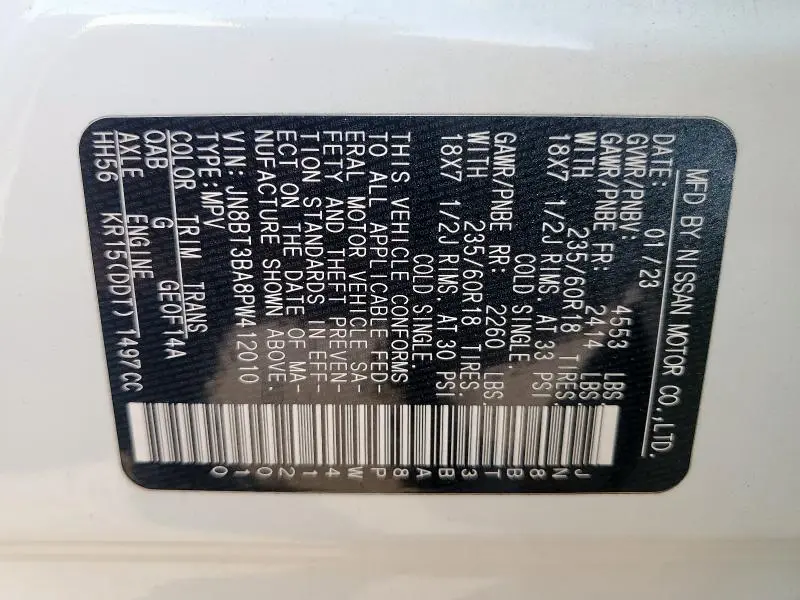 MFD BY NISSAN MOTOR CO.,LTD.
DATE: 01/23
GVWR/PNBV: 4553 LBS
GAWR/PNBE FR: 2414 LBS.
WITH 235/60R18 TIRES.
18X7 1/2J RIMS. AT 33 PSI
COLD SINGLE.
GAWR/PNBE RR: 2260 LBS.
WITH 235/60R18 TIRES.
18X7 1/2J RIMS. AT 30 PSI
COLD SINGLE.
THIS VEHICLE CONFORMS
TO ALL APPLICABLE FED-
ERAL MOTOR VEHICLE SA-
FETY AND THEFT PREVEN-
TION STANDARDS IN EFF-
ECT ON THE DATE OF MA-
NUFACTURE SHOWN ABOVE.
VIN: JN8BT3BA8PW412010
TYPE: MPV
COLOR TRIM TRANS
QAB G GE0FT4A
AXLE ENGINE
HH56 KR15(DDT) 1497CC
JN8BT3BA8PW412010